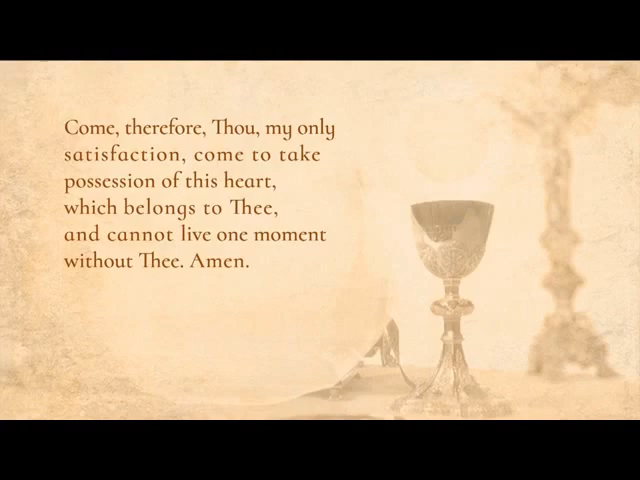 Come, therefore, Thou, my only
satisfaction, come to take
possession of this heart,
which belongs to Thee,
and cannot live one moment
without Thee. Amen.